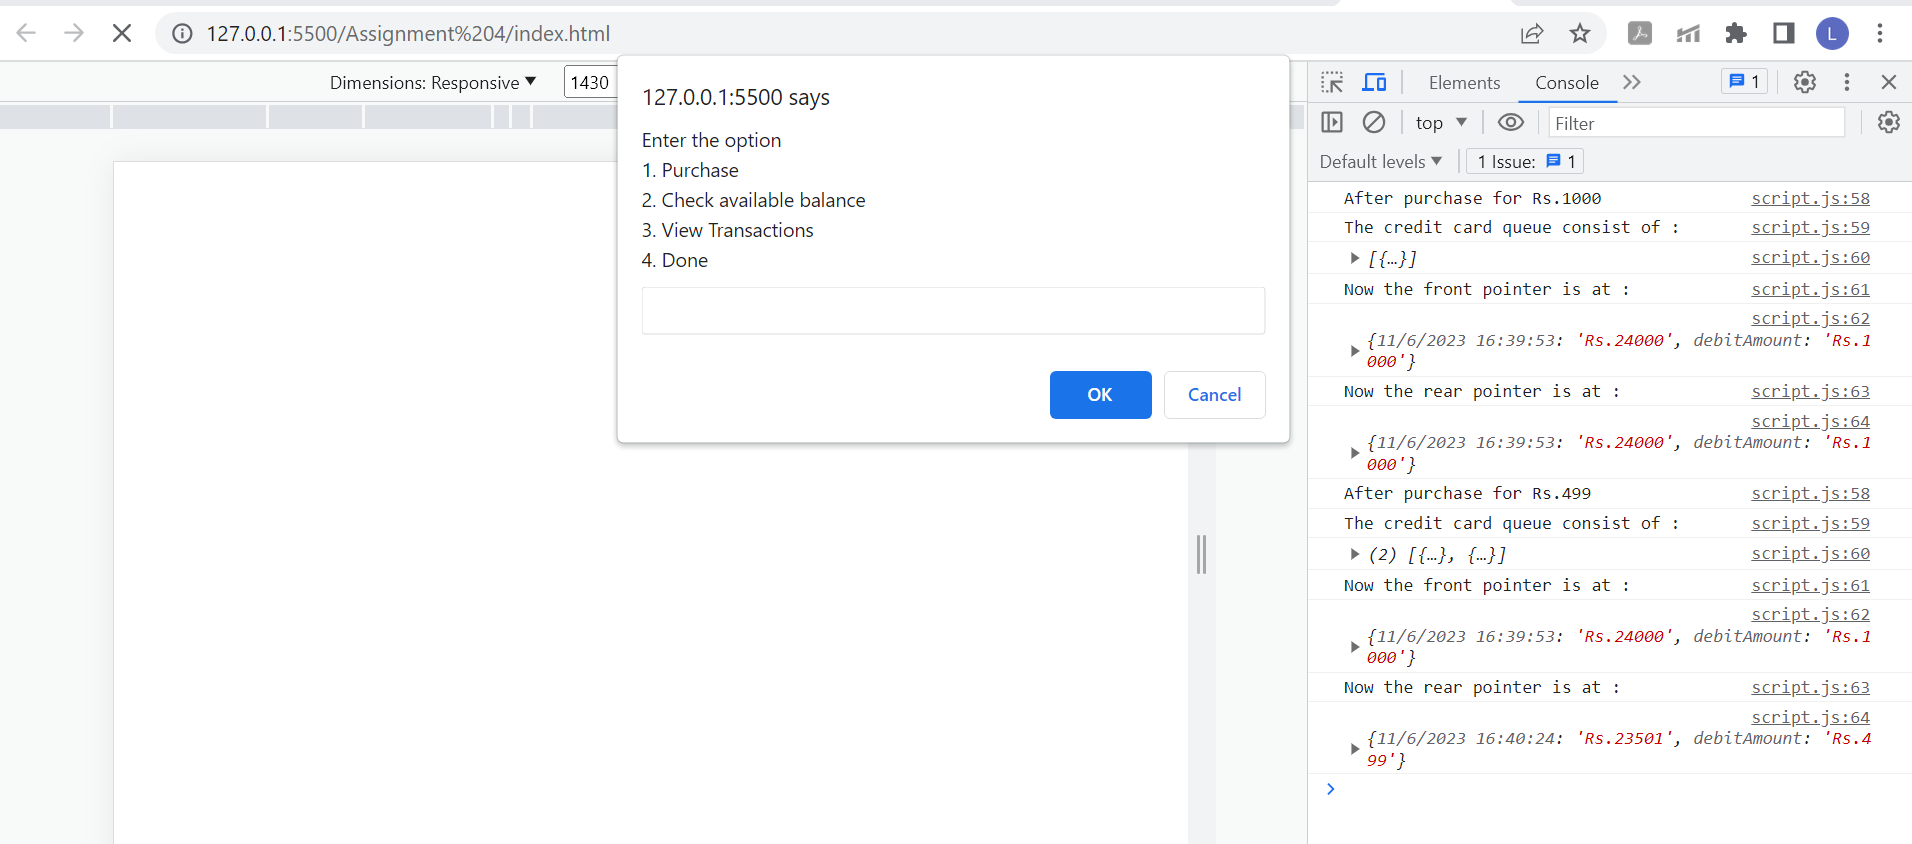 127.0.0.1:5500/Assignment%204/index.html
L
Dimensions: Responsive
1430
127.0.0.1:5500 says
Enter the option
1. Purchase
2. Check available balance
3. View Transactions
4. Done
OK
Cancel
Elements
Console
1
top
Filter
Default levels
1 Issue:
1
After purchase for Rs.1000 script.js:58
The credit card queue consist of : script.js:59
[{…}] script.js:60
Now the front pointer is at : script.js:61
script.js:62
{11/6/2023 16:39:53: 'Rs.24000', debitAmount: 'Rs.1
000'}
Now the rear pointer is at : script.js:63
script.js:64
{11/6/2023 16:39:53: 'Rs.24000', debitAmount: 'Rs.1
000'}
After purchase for Rs.499 script.js:58
The credit card queue consist of : script.js:59
(2) [{…}, {…}] script.js:60
Now the front pointer is at : script.js:61
script.js:62
{11/6/2023 16:39:53: 'Rs.24000', debitAmount: 'Rs.1
000'}
Now the rear pointer is at : script.js:63
script.js:64
{11/6/2023 16:40:24: 'Rs.23501', debitAmount: 'Rs.4
99'}